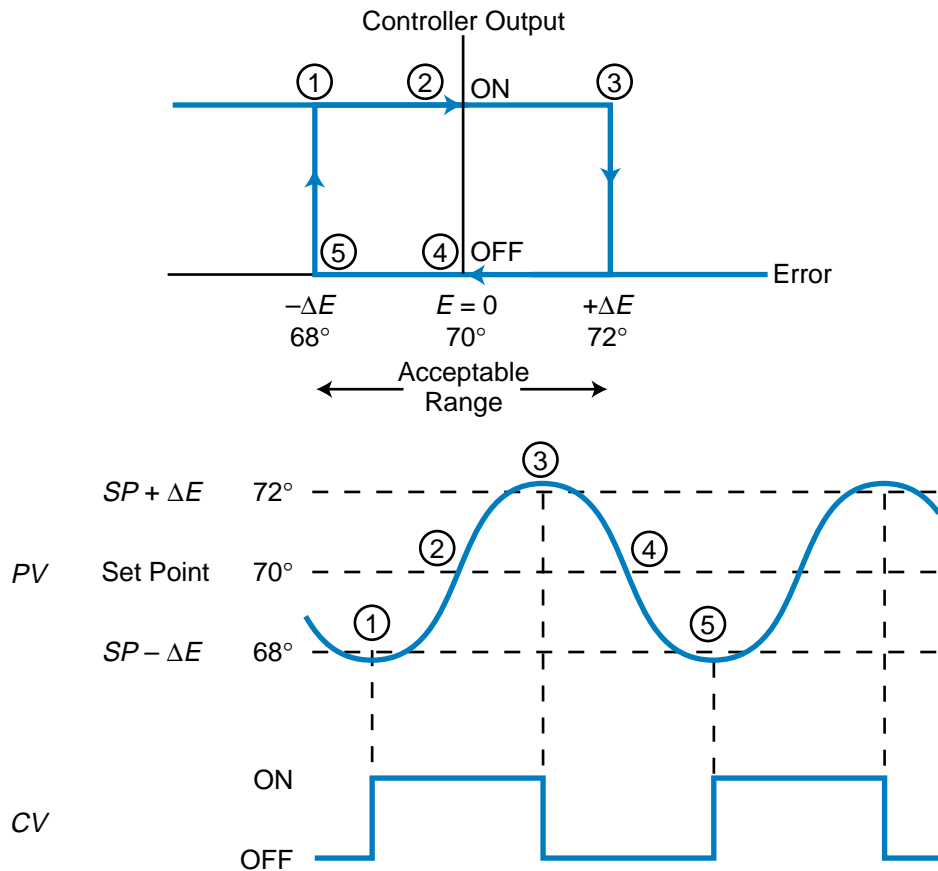 Controller Output
1 2 ON 3
5 4 OFF
Error
–ΔE E = 0 +ΔE
68° 70° 72°
Acceptable
Range
3
SP + ΔE 72°
2 4
PV Set Point 70°
1 5
SP – ΔE 68°
ON
CV
OFF